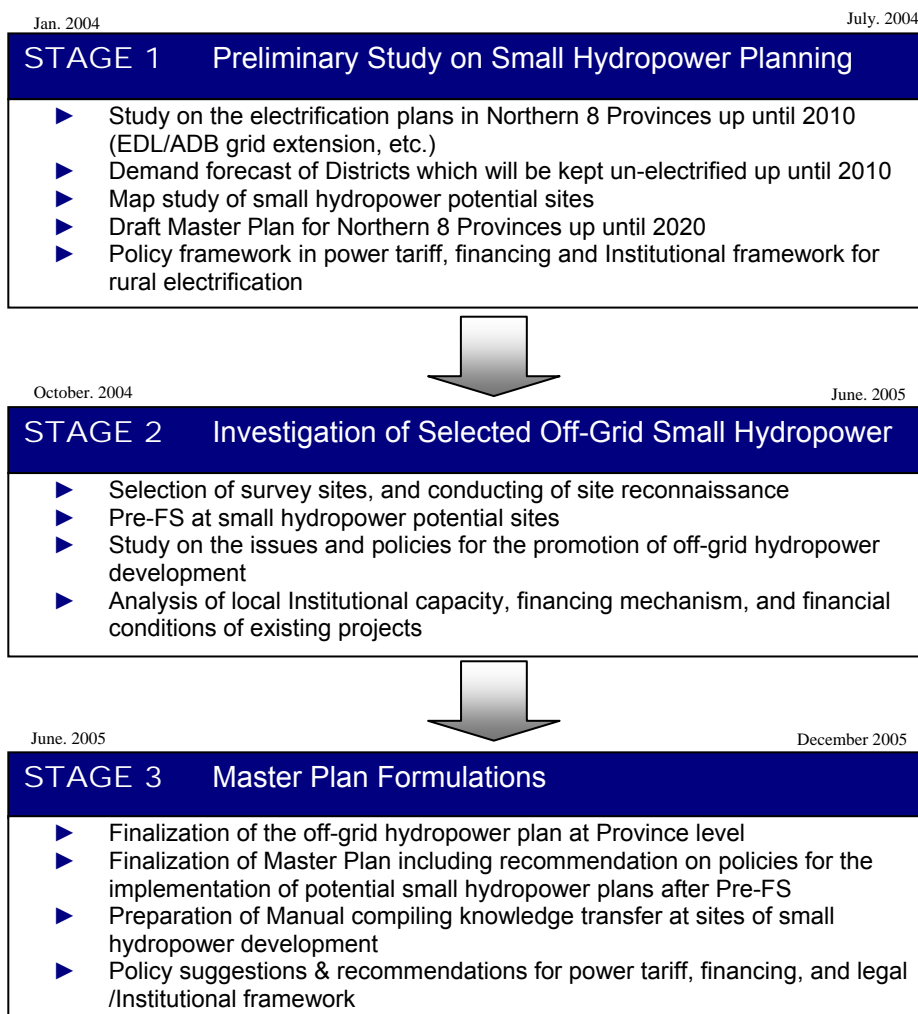 Jan. 2004 July. 2004
STAGE 1 Preliminary Study on Small Hydropower Planning
► Study on the electrification plans in Northern 8 Provinces up until 2010
(EDL/ADB grid extension, etc.)
► Demand forecast of Districts which will be kept un-electrified up until 2010
► Map study of small hydropower potential sites
► Draft Master Plan for Northern 8 Provinces up until 2020
► Policy framework in power tariff, financing and Institutional framework for
rural electrification
October. 2004 June. 2005
STAGE 2 Investigation of Selected Off-Grid Small Hydropower
► Selection of survey sites, and conducting of site reconnaissance
► Pre-FS at small hydropower potential sites
► Study on the issues and policies for the promotion of off-grid hydropower
development
► Analysis of local Institutional capacity, financing mechanism, and financial
conditions of existing projects
June. 2005 December 2005
STAGE 3 Master Plan Formulations
► Finalization of the off-grid hydropower plan at Province level
► Finalization of Master Plan including recommendation on policies for the
implementation of potential small hydropower plans after Pre-FS
► Preparation of Manual compiling knowledge transfer at sites of small
hydropower development
► Policy suggestions & recommendations for power tariff, financing, and legal
/Institutional framework